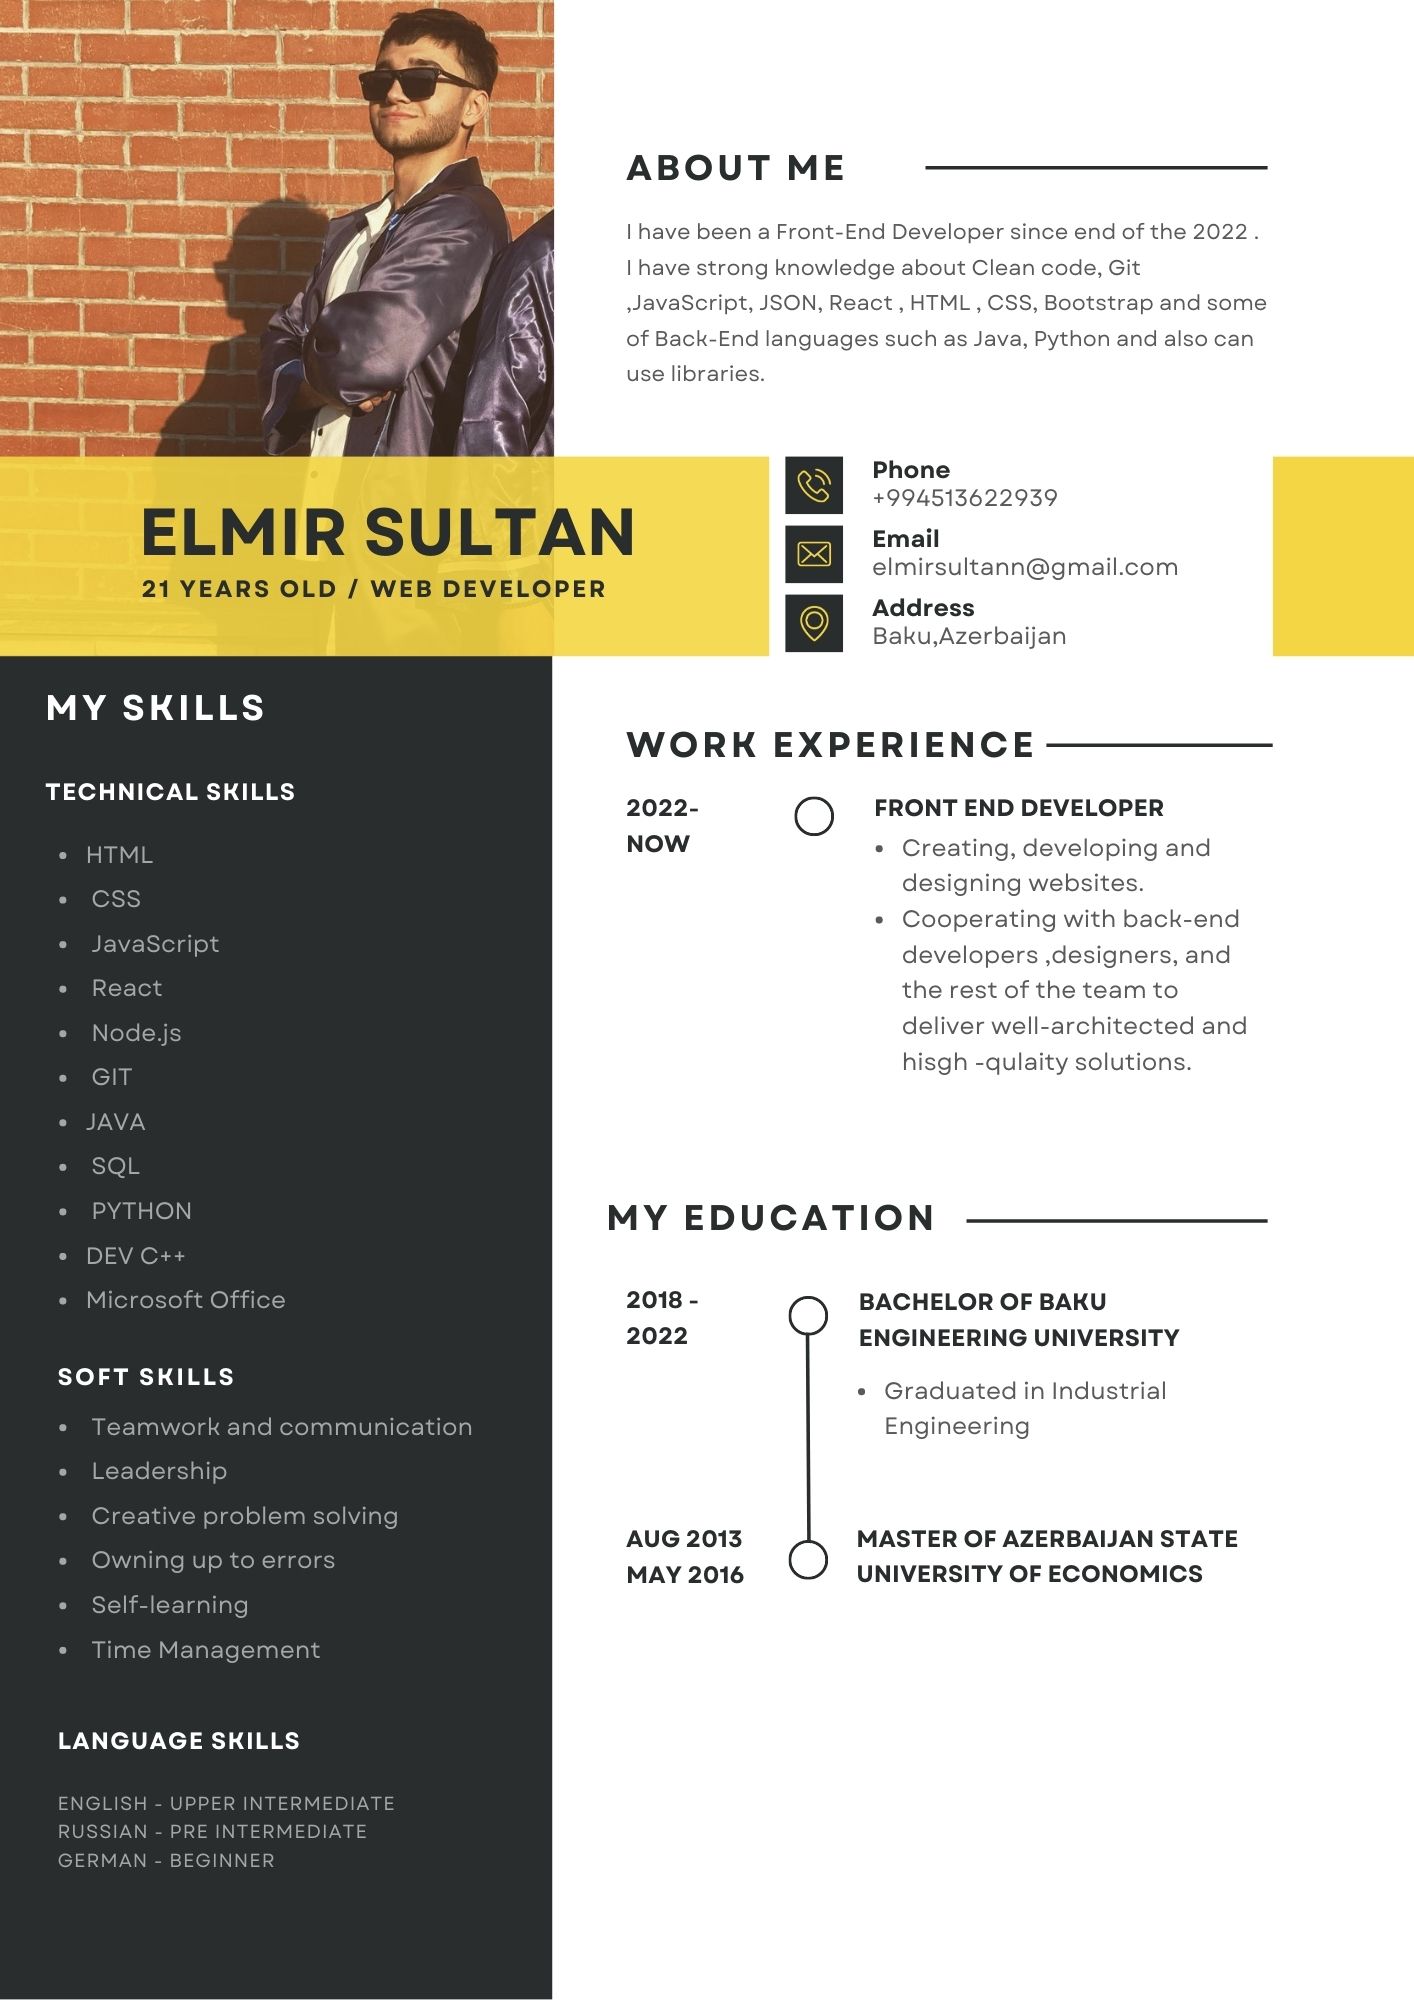 ABOUT ME
I have been a Front-End Developer since end of the 2022 .
I have strong knowledge about Clean code, Git
,JavaScript, JSON, React , HTML , CSS, Bootstrap and some
of Back-End languages such as Java, Python and also can
use libraries.
ELMIR SULTAN
21 YEARS OLD / WEB DEVELOPER
Phone
+994513622939
Email
elmirsultann@gmail.com
Address
Baku,Azerbaijan
MY SKILLS
TECHNICAL SKILLS
• HTML
• CSS
• JavaScript
• React
• Node.js
• GIT
• JAVA
• SQL
• PYTHON
• DEV C++
• Microsoft Office
SOFT SKILLS
• Teamwork and communication
• Leadership
• Creative problem solving
• Owning up to errors
• Self-learning
• Time Management
LANGUAGE SKILLS
ENGLISH - UPPER INTERMEDIATE
RUSSIAN - PRE INTERMEDIATE
GERMAN - BEGINNER
WORK EXPERIENCE
2022-
NOW
FRONT END DEVELOPER
• Creating, developing and
designing websites.
• Cooperating with back-end
developers ,designers, and
the rest of the team to
deliver well-architected and
hisgh -qulaity solutions.
MY EDUCATION
2018 -
2022
BACHELOR OF BAKU
ENGINEERING UNIVERSITY
• Graduated in Industrial
Engineering
AUG 2013
MAY 2016
MASTER OF AZERBAIJAN STATE
UNIVERSITY OF ECONOMICS